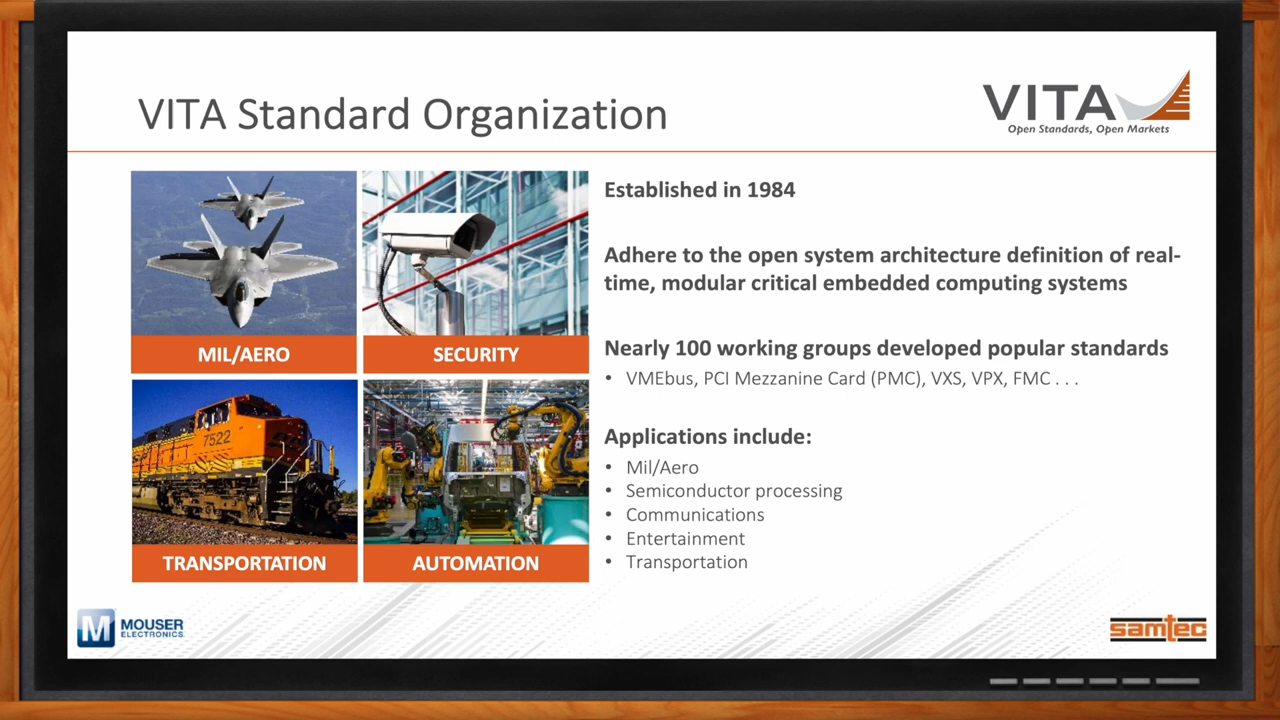 VITA Standard Organization
VITA
Open Standards, Open Markets
MIL/AERO
SECURITY
7522
TRANSPORTATION
AUTOMATION
Established in 1984
Adhere to the open system architecture definition of real-
time, modular critical embedded computing systems
Nearly 100 working groups developed popular standards
• VMEbus, PCI Mezzanine Card (PMC), VXS, VPX, FMC . . .
Applications include:
• Mil/Aero
• Semiconductor processing
• Communications
• Entertainment
• Transportation
M MOUSER
ELECTRONICS
samtec